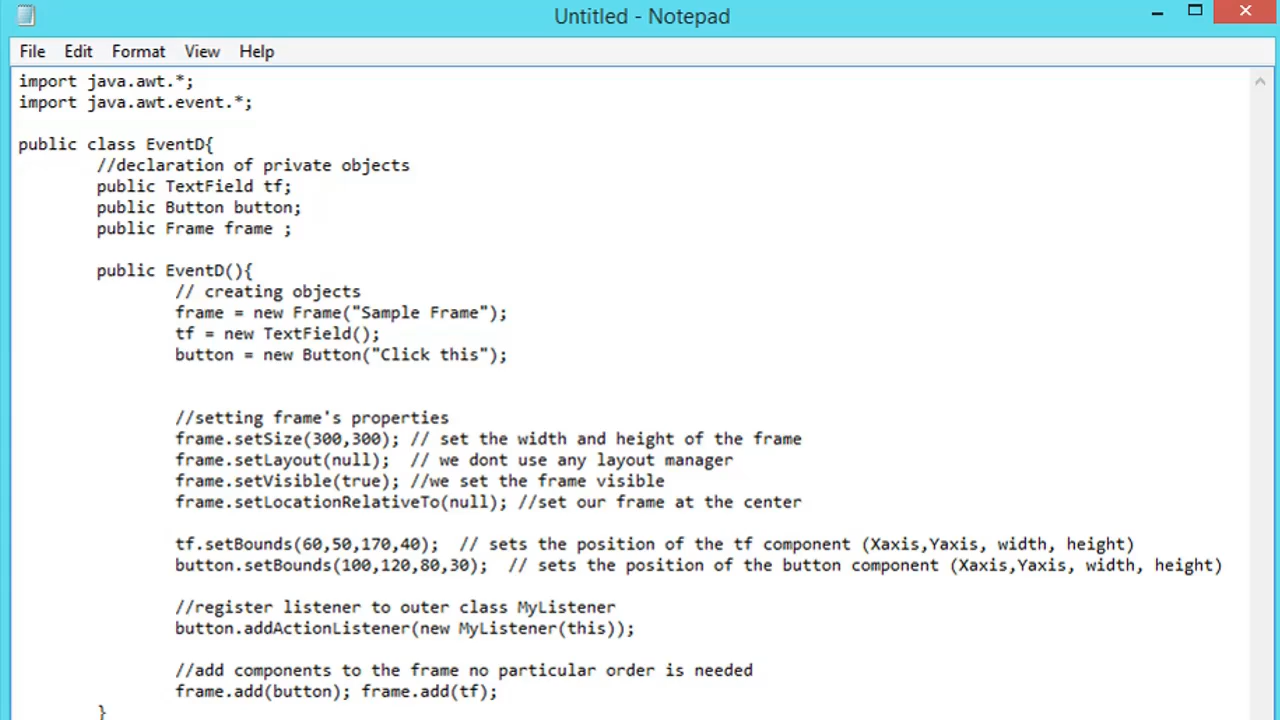 Untitled - Notepad
File Edit Format View Help
import java.awt.*;
import java.awt.event.*;
public class EventD{
//declaration of private objects
public TextField tf;
public Button button;
public Frame frame ;
public EventD(){
// creating objects
frame = new Frame("Sample Frame");
tf = new TextField();
button = new Button("Click this");
//setting frame's properties
frame.setSize(300,300); // set the width and height of the frame
frame.setLayout(null);  // we dont use any layout manager
frame.setVisible(true); //we set the frame visible
frame.setLocationRelativeTo(null); //set our frame at the center
tf.setBounds(60,50,170,40);  // sets the position of the tf component (Xaxis,Yaxis, width, height)
button.setBounds(100,120,80,30);  // sets the position of the button component (Xaxis,Yaxis, width, height)
//register listener to outer class MyListener
button.addActionListener(new MyListener(this));
//add components to the frame no particular order is needed
frame.add(button); frame.add(tf);
}